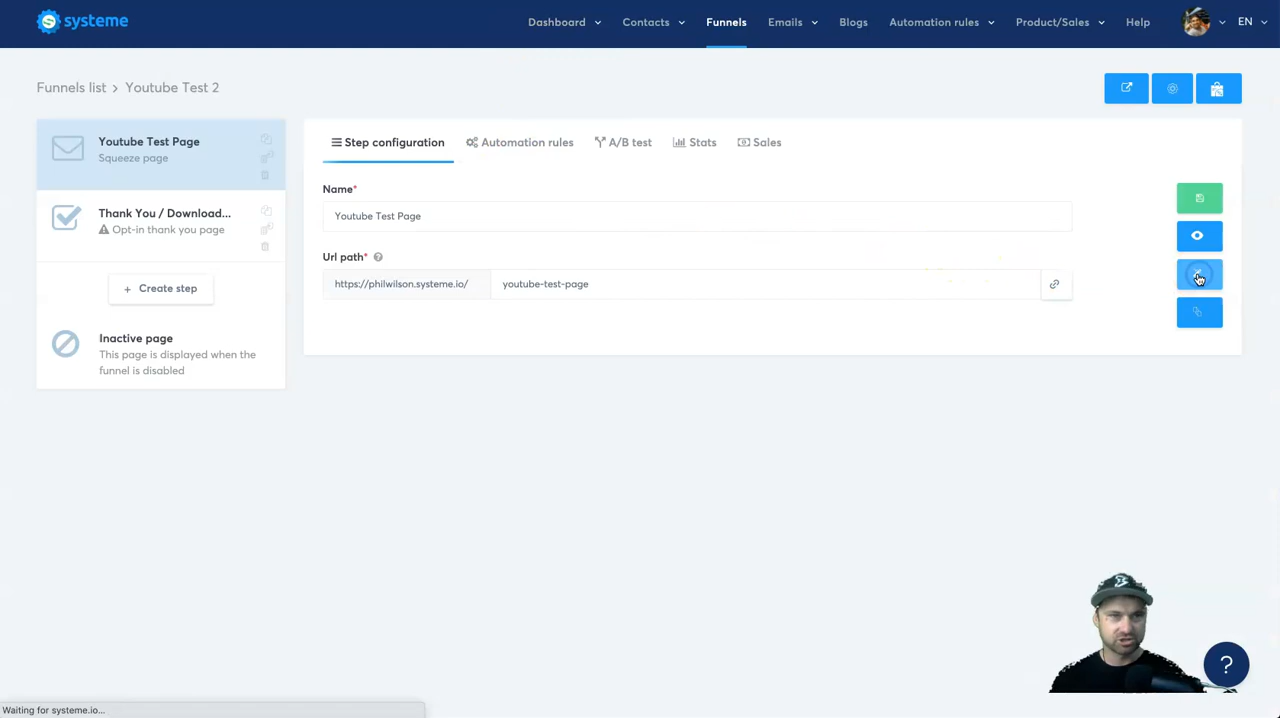 systeme
Dashboard
Contacts
Funnels
Emails
Blogs
Automation rules
Product/Sales
Help
EN
Funnels list > Youtube Test 2
Youtube Test Page
Squeeze page
Thank You / Download...
Opt-in thank you page
+ Create step
Inactive page
This page is displayed when the
funnel is disabled
Step configuration
Automation rules
A/B test
Stats
Sales
Name*
Youtube Test Page
Url path* ?
https://philwilson.systeme.io/
youtube-test-page
?
Waiting for systeme.io...